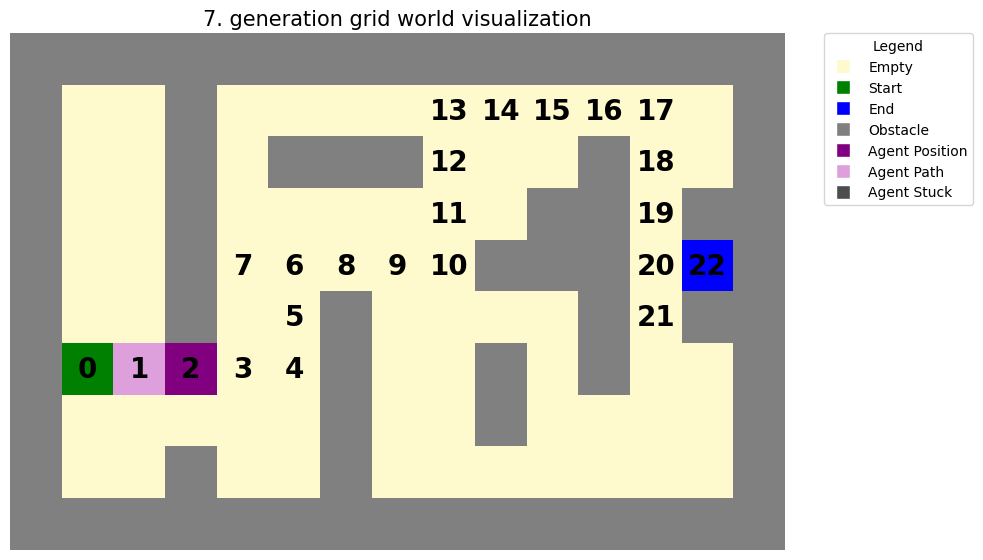 7. generation grid world visualization
Legend
Empty
Start
End
Obstacle
Agent Position
Agent Path
Agent Stuck
13 14 15 16 17
12 18
11 19
7 6 8 9 10 20 22
5 21
0 1 2 3 4